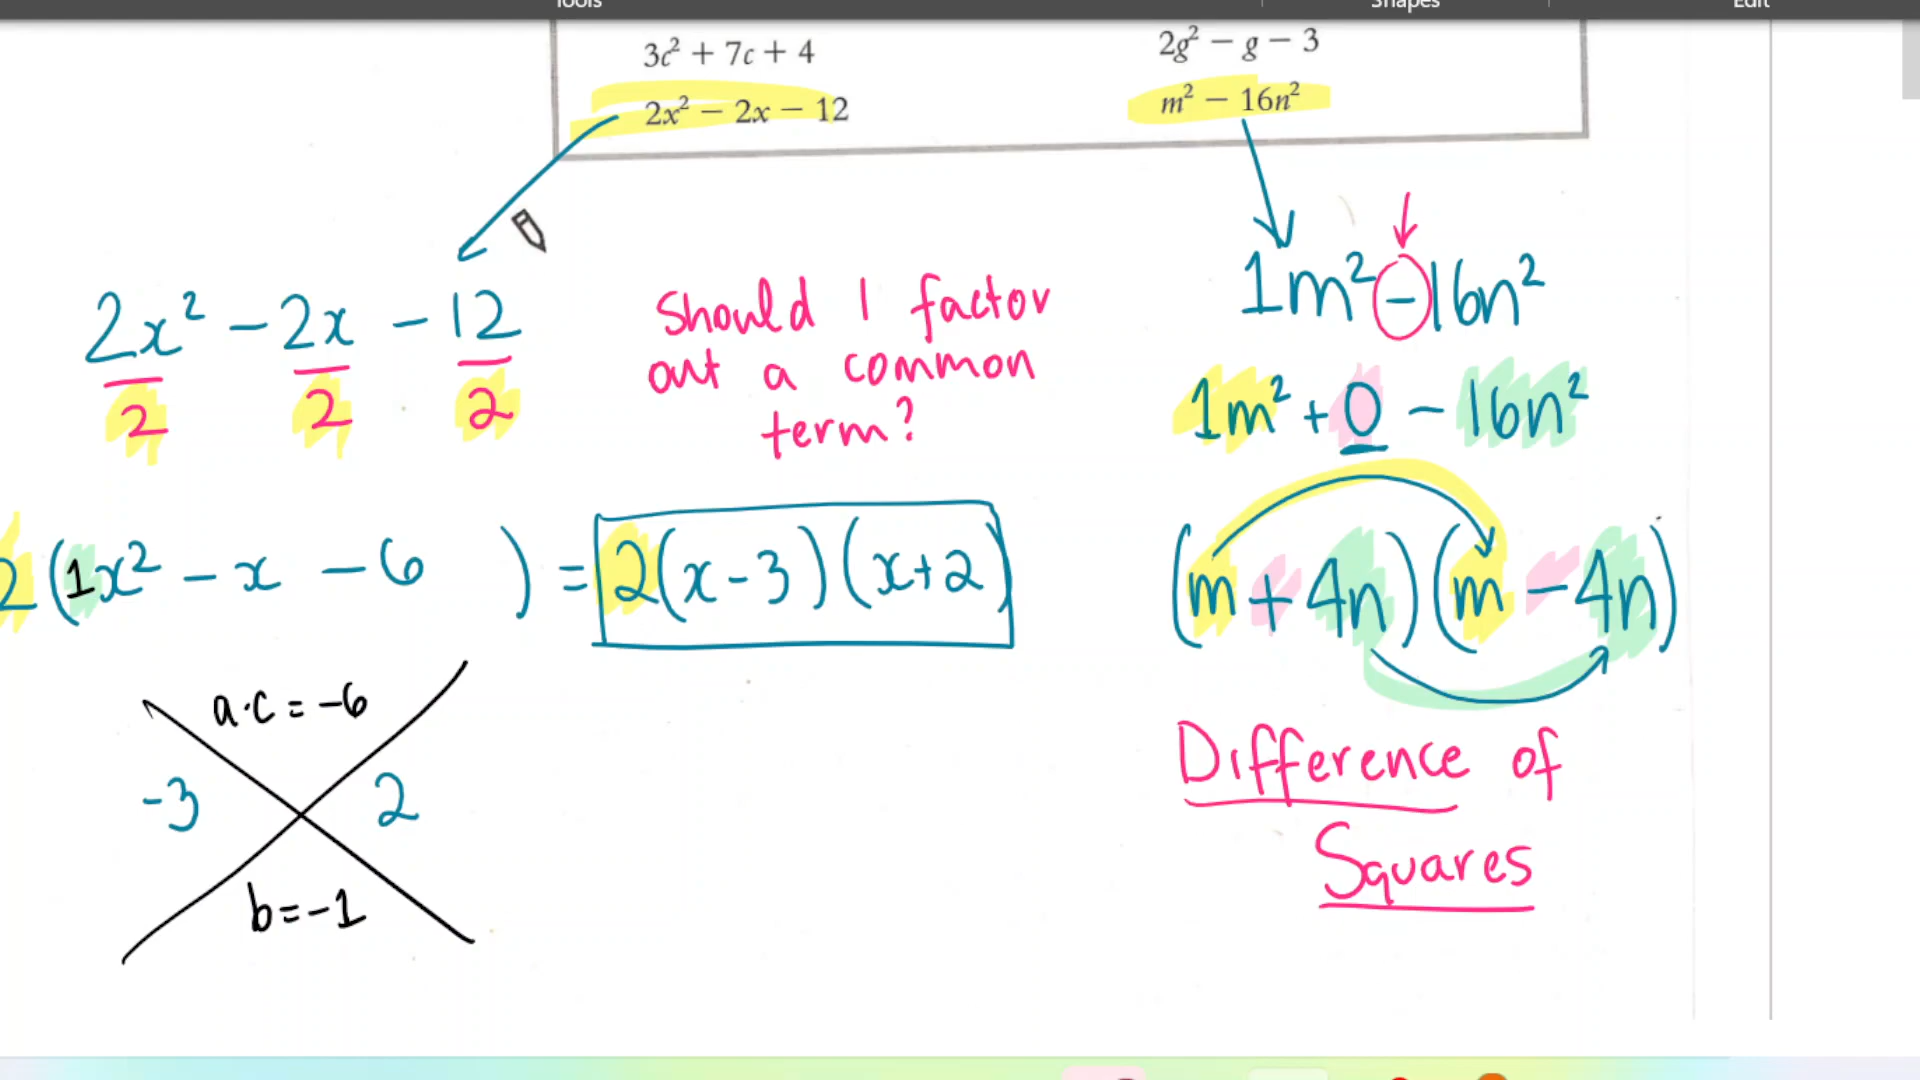 Tools Shapes Edit
3c² + 7c + 4
2g² − g − 3
2x² − 2x − 12
m² − 16n²
2x² − 2x − 12
2 2 2
Should I factor
out a common
term?
2(1x² − x − 6 ) = 2(x-3)(x+2)
a·c = -6
-3 2
b=-1
1m² − 16n²
1m² + 0 − 16n²
(m + 4n)(m − 4n)
Difference of
Squares